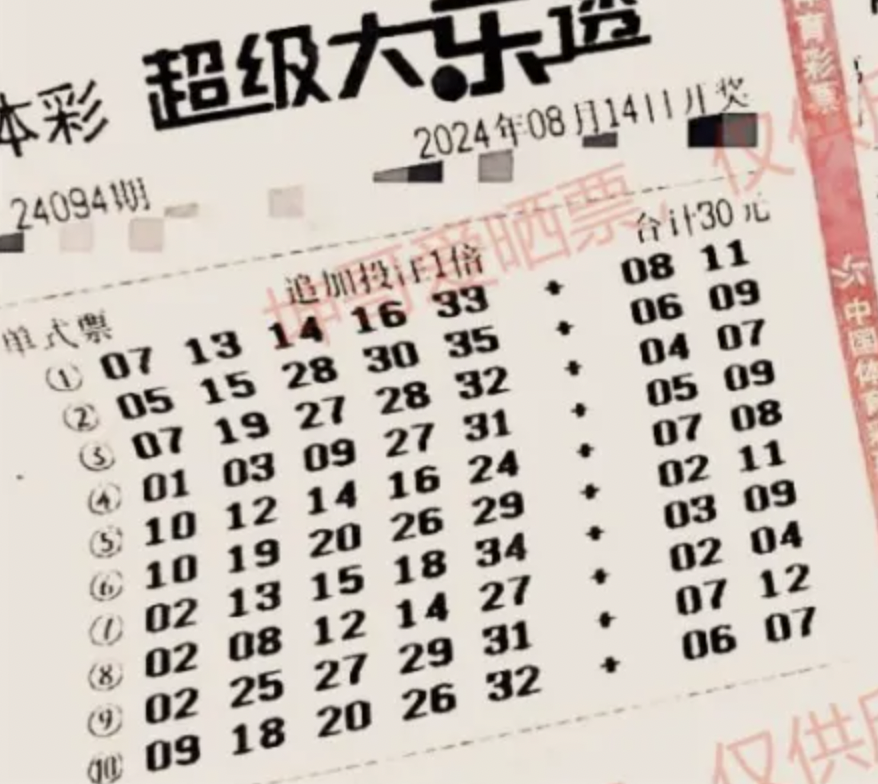 体彩 超级大乐透
2024年08月14日开奖
24094期
合计30元
单式票 追加投注1倍
① 07 13 14 16 33 + 08 11
② 05 15 28 30 35 + 06 09
③ 07 19 27 28 32 + 04 07
④ 01 03 09 27 31 + 05 09
⑤ 10 12 14 16 24 + 07 08
⑥ 10 19 20 26 29 + 02 11
⑦ 02 13 15 18 34 + 03 09
⑧ 02 08 12 14 27 + 02 04
⑨ 02 25 27 29 31 + 07 12
⑩ 09 18 20 26 32 + 06 07
坤哥爱晒票,仅供
仅供
育彩票
中国体育彩